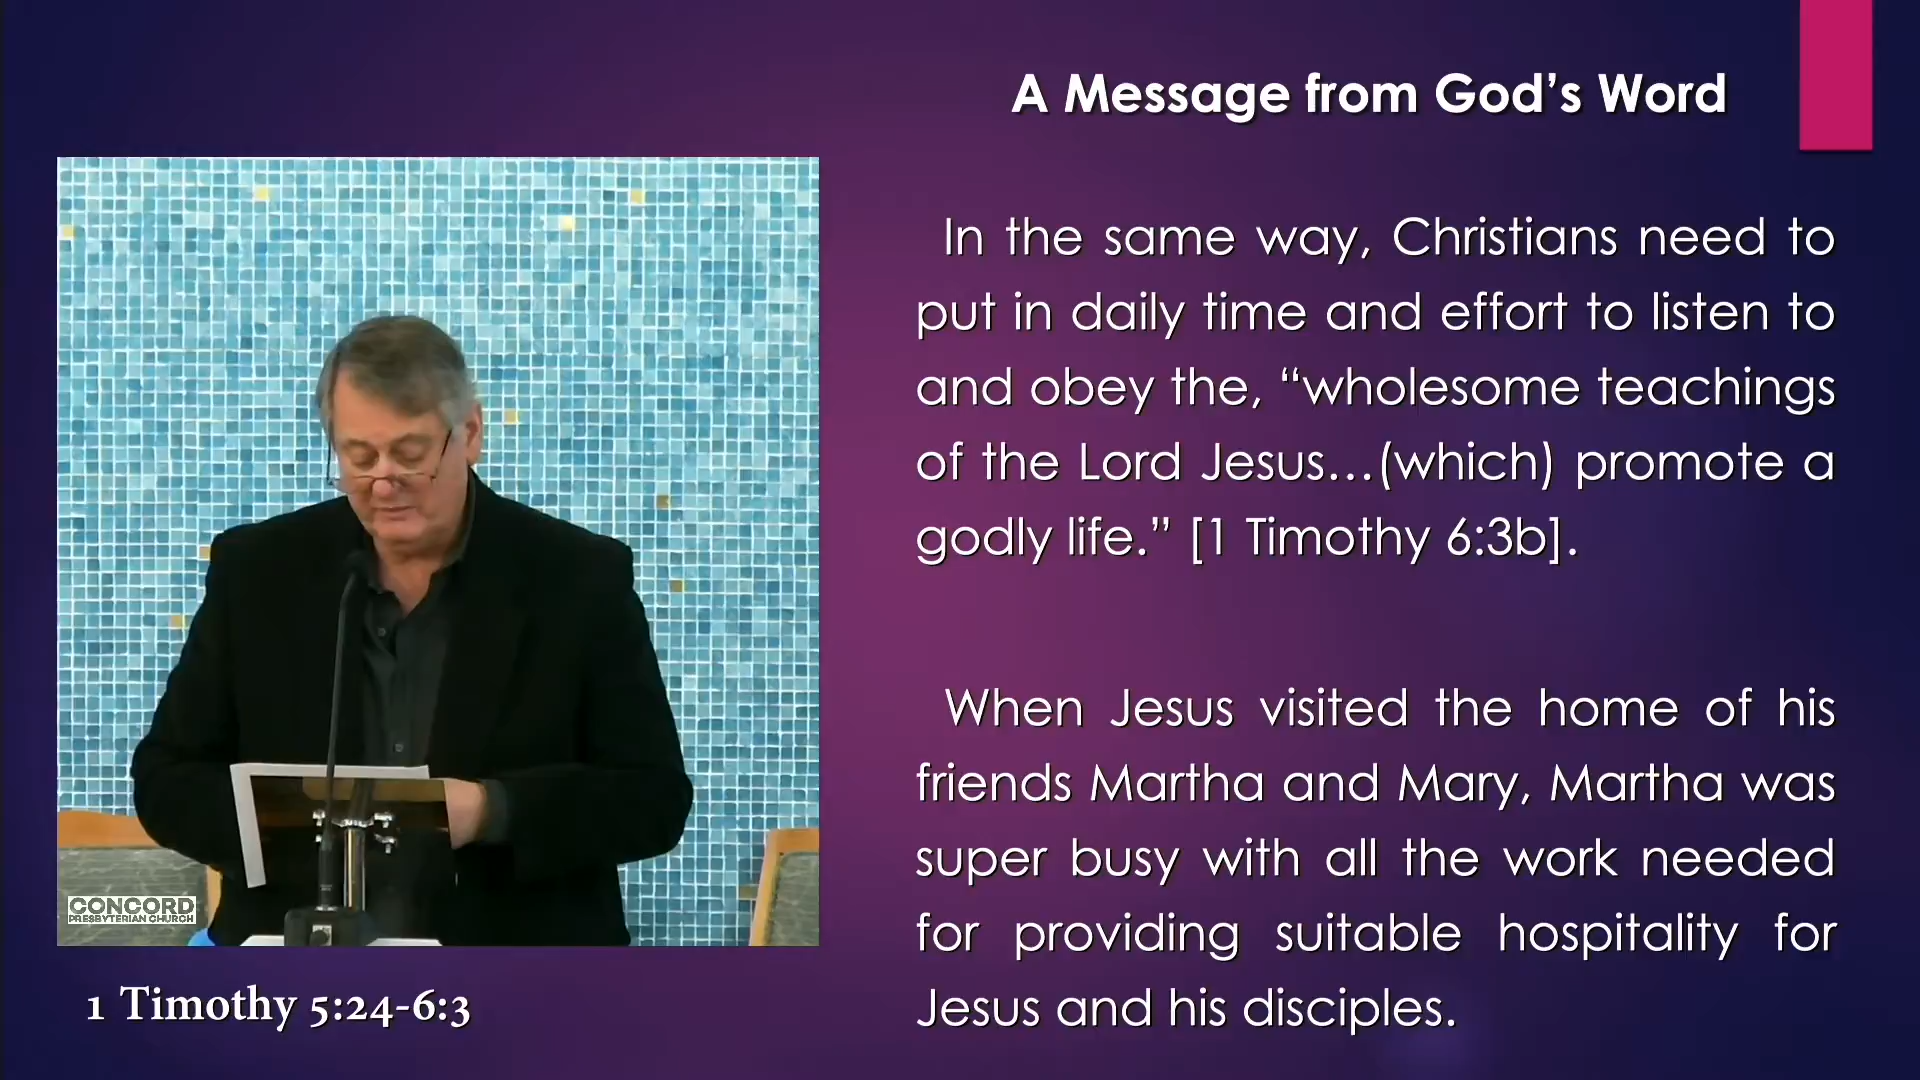 A Message from God’s Word
In the same way, Christians need to
put in daily time and effort to listen to
and obey the, “wholesome teachings
of the Lord Jesus…(which) promote a
godly life.” [1 Timothy 6:3b].
When Jesus visited the home of his
friends Martha and Mary, Martha was
super busy with all the work needed
for providing suitable hospitality for
Jesus and his disciples.
CONCORD
PRESBYTERIAN CHURCH
1 Timothy 5:24-6:3